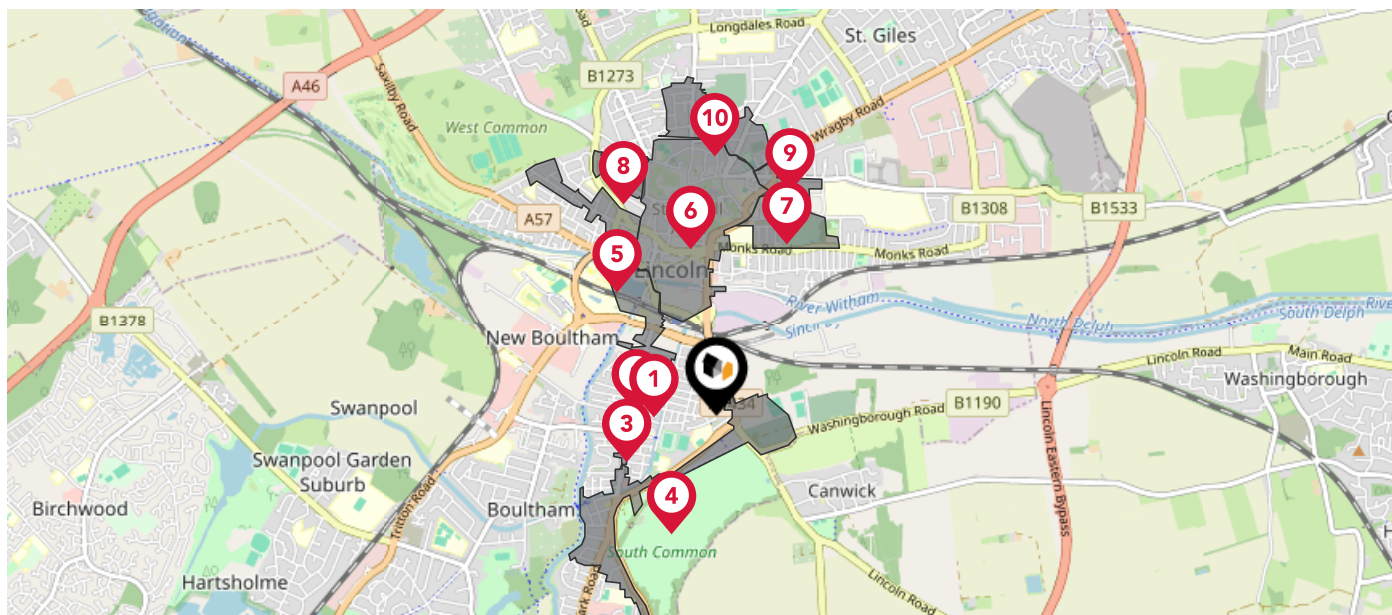 Longdales Road
St. Giles
B1273
A46
Saxilby Road
West Common
10
Wragby Road
9
8
6
7
A57
B1308
B1533
Monks Road
Monks Road
5
Lincoln
River Witham
North Delph
South Delph
B1378
New Boultham
1
Lincoln Road
Main Road
Washingborough
Swanpool
B1190
Washingborough Road
3
Swanpool Garden
Suburb
Lincoln Eastern Bypass
4
Canwick
Birchwood
Tritton Road
Boultham
South Common
Hartsholme
Lincoln Road